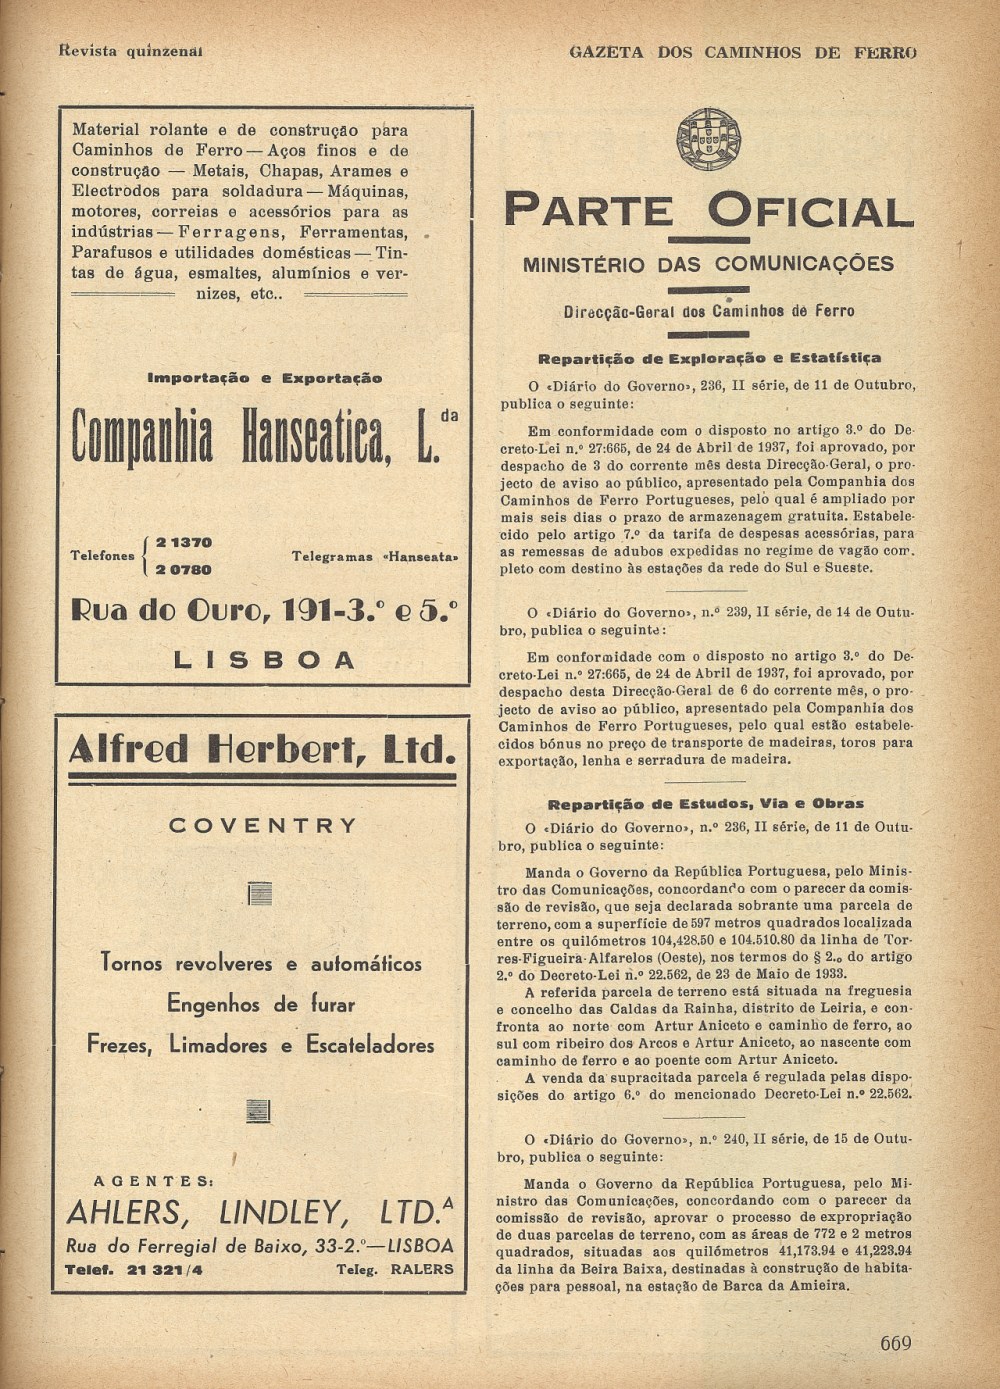 Revista quinzenal
GAZETA DOS CAMINHOS DE FERRO
Material rolante e de construção para
Caminhos de Ferro — Aços finos e de
construção — Metais, Chapas, Arames e
Electrodos para soldadura — Máquinas,
motores, correias e acessórios para as
indústrias — Ferragens, Ferramentas,
Parafusos e utilidades domésticas — Tin-
tas de água, esmaltes, alumínios e ver-
nizes, etc..
Importação e Exportação
Companhia Hanseatica, L.da
Telefones { 2 1370
2 0780
Telegramas «Hanseata»
Rua do Ouro, 191-3.º e 5.º
LISBOA
Alfred Herbert, Ltd.
COVENTRY
Tornos revolveres e automáticos
Engenhos de furar
Frezes, Limadores e Escateladores
AGENTES:
AHLERS, LINDLEY, LTD.A
Rua do Ferregial de Baixo, 33-2.º—LISBOA
Telef. 21 321/4 Teleg. RALERS
PARTE OFICIAL
MINISTÉRIO DAS COMUNICAÇÕES
Direcção-Geral dos Caminhos de Ferro
Repartição de Exploração e Estatística
O «Diário do Governo», 236, II série, de 11 de Outubro,
publica o seguinte:
Em conformidade com o disposto no artigo 3.º do De-
creto-Lei n.º 27:665, de 24 de Abril de 1937, foi aprovado, por
despacho de 3 do corrente mês desta Direcção-Geral, o pro-
jecto de aviso ao público, apresentado pela Companhia dos
Caminhos de Ferro Portugueses, pelo qual é ampliado por
mais seis dias o prazo de armazenagem gratuita. Estabele-
cido pelo artigo 7.º da tarifa de despesas acessórias, para
as remessas de adubos expedidas no regime de vagão com.
pleto com destino às estações da rede do Sul e Sueste.
O «Diário do Governo», n.º 239, II série, de 14 de Outu-
bro, publica o seguinte:
Em conformidade com o disposto no artigo 3.º do De-
creto-Lei n.º 27:665, de 24 de Abril de 1937, foi aprovado, por
despacho desta Direcção-Geral de 6 do corrente mês, o pro-
jecto de aviso ao público, apresentado pela Companhia dos
Caminhos de Ferro Portugueses, pelo qual estão estabele-
cidos bónus no preço de transporte de madeiras, toros para
exportação, lenha e serradura de madeira.
Repartição de Estudos, Via e Obras
O «Diário do Governo», n.º 236, II série, de 11 de Outu-
bro, publica o seguinte:
Manda o Governo da República Portuguesa, pelo Minis-
tro das Comunicações, concordando com o parecer da comis-
são de revisão, que seja declarada sobrante uma parcela de
terreno, com a superfície de 597 metros quadrados localizada
entre os quilómetros 104,428.50 e 104.510.80 da linha de Tor-
res-Figueira-Alfarelos (Oeste), nos termos do § 2.º do artigo
2.º do Decreto-Lei n.º 22.562, de 23 de Maio de 1933.
A referida parcela de terreno está situada na freguesia
e concelho das Caldas da Rainha, distrito de Leiria, e con-
fronta ao norte com Artur Aniceto e caminho de ferro, ao
sul com ribeiro dos Arcos e Artur Aniceto, ao nascente com
caminho de ferro e ao poente com Artur Aniceto.
A venda da supracitada parcela é regulada pelas dispo-
sições do artigo 6.º do mencionado Decreto-Lei n.º 22.562.
O «Diário do Governo», n.º 240, II série, de 15 de Outu-
bro, publica o seguinte:
Manda o Governo da República Portuguesa, pelo Mi-
nistro das Comunicações, concordando com o parecer da
comissão de revisão, aprovar o processo de expropriação
de duas parcelas de terreno, com as áreas de 772 e 2 metros
quadrados, situadas aos quilómetros 41,173.94 e 41,223.94
da linha da Beira Baixa, destinadas à construção de habita-
ções para pessoal, na estação de Barca da Amieira.
669